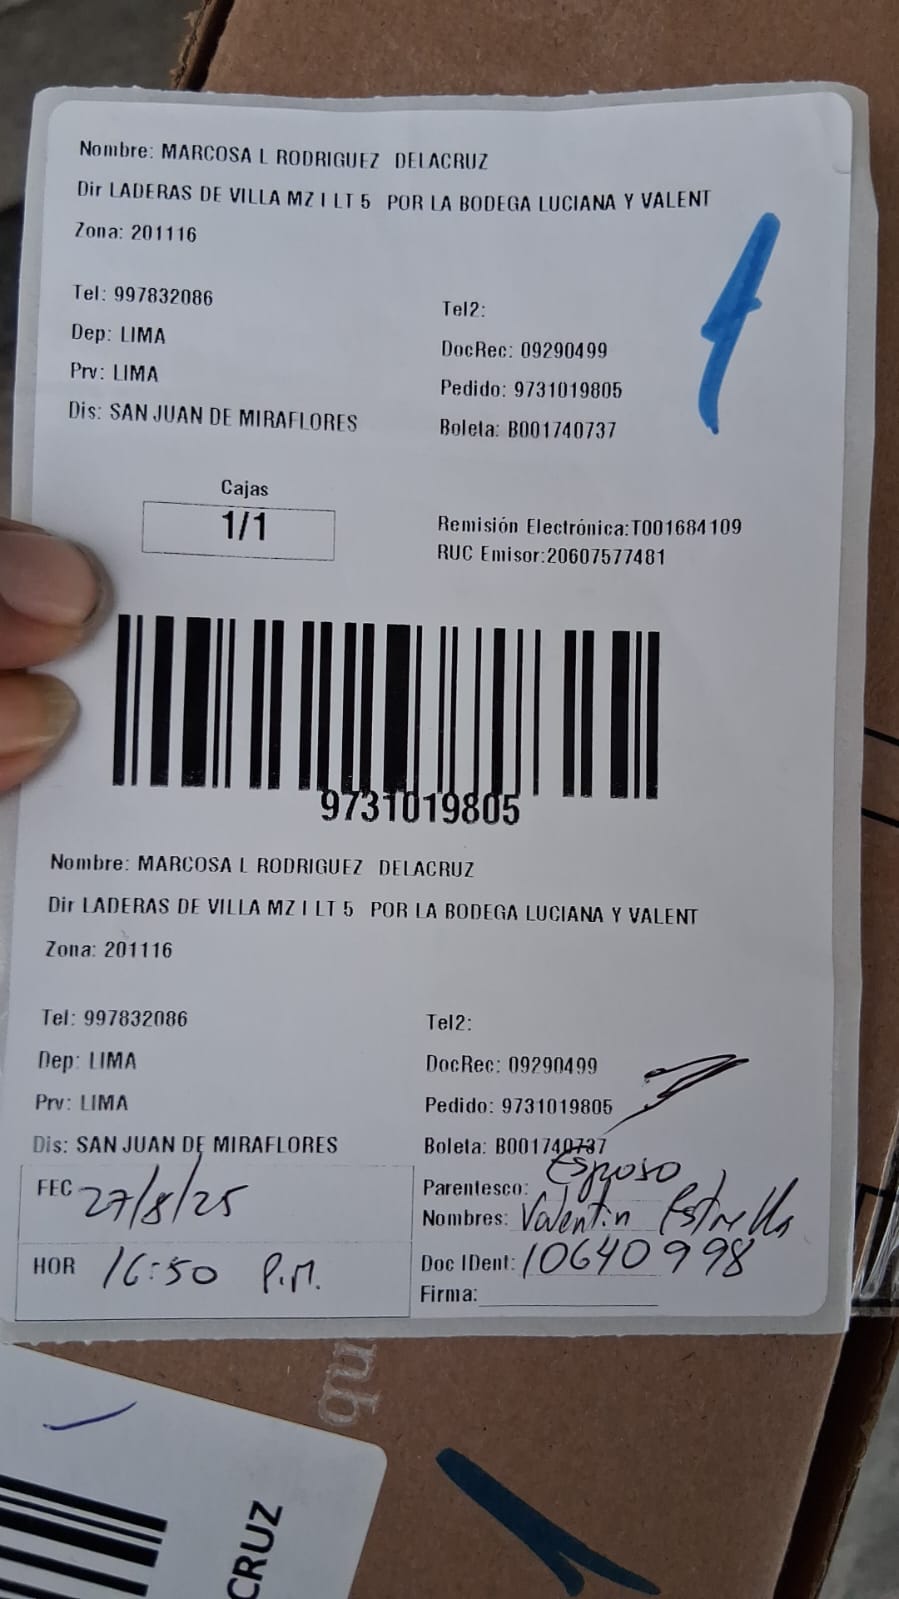 Nombre: MARCOSA L RODRIGUEZ DELACRUZ
Dir LADERAS DE VILLA MZ I LT 5 POR LA BODEGA LUCIANA Y VALENT
Zona: 201116
Tel: 997832086
Tel2:
Dep: LIMA
DocRec: 09290499
Prv: LIMA
Pedido: 9731019805
Dis: SAN JUAN DE MIRAFLORES
Boleta: B001740737
Cajas
1/1
Remisión Electrónica:T001684109
RUC Emisor:20607577481
9731019805
Nombre: MARCOSA L RODRIGUEZ DELACRUZ
Dir LADERAS DE VILLA MZ I LT 5 POR LA BODEGA LUCIANA Y VALENT
Zona: 201116
Tel: 997832086
Tel2:
Dep: LIMA
DocRec: 09290499
Prv: LIMA
Pedido: 9731019805
Dis: SAN JUAN DE MIRAFLORES
Boleta: B001740737
FEC 27/8/25
Parentesco: Esposo
Nombres: Valentin Estrella
HOR 16:50 P.M.
Doc IDent: 10640998
Firma:
CRUZ